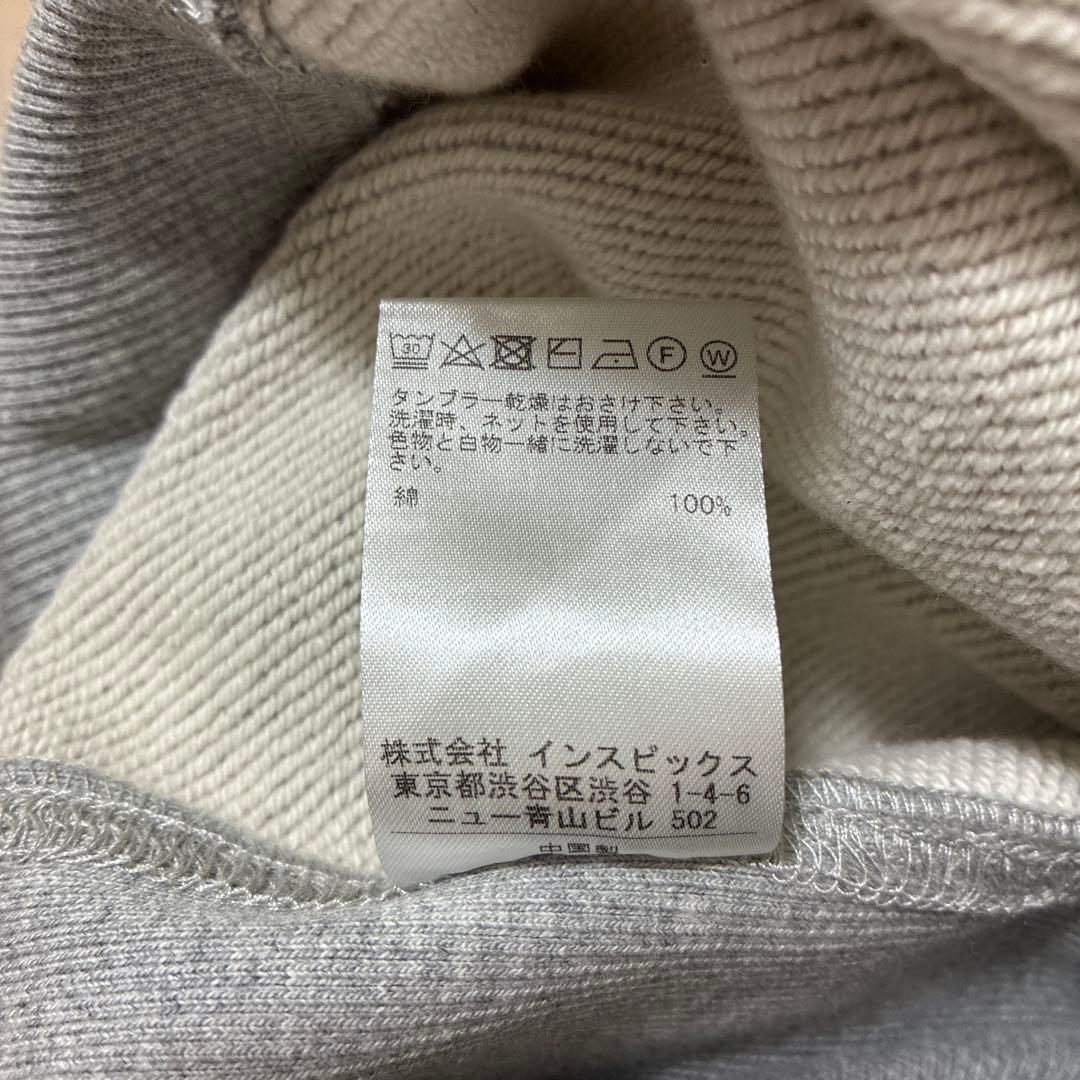 30 F W
タンブラー乾燥はおさけ下さい。
洗濯時、ネットを使用して下さい。
色物と白物一緒に洗濯しないで下
さい。
綿 100%
株式会社 インスピックス
東京都渋谷区渋谷 1-4-6
ニュー青山ビル 502
中国製